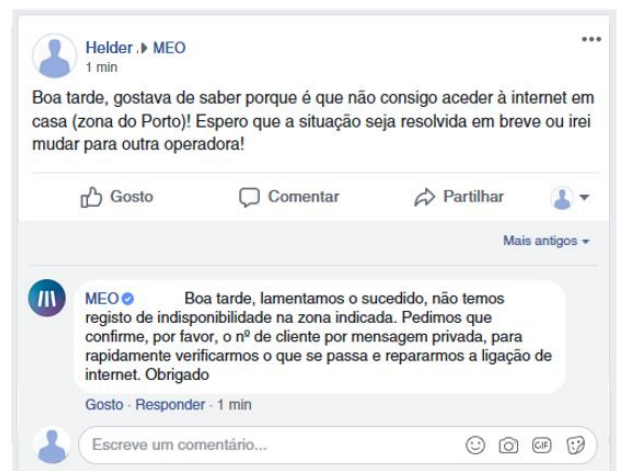 Helder . MEO
1 min
Boa tarde, gostava de saber porque é que não consigo aceder à internet em
casa (zona do Porto)! Espero que a situação seja resolvida em breve ou irei
mudar para outra operadora!
Gosto Comentar Partilhar
Mais antigos
MEO Boa tarde, lamentamos o sucedido, não temos
registo de indisponibilidade na zona indicada. Pedimos que
confirme, por favor, o nº de cliente por mensagem privada, para
rapidamente verificarmos o que se passa e repararmos a ligação de
internet. Obrigado
Gosto · Responder · 1 min
Escreve um comentário...
GIF